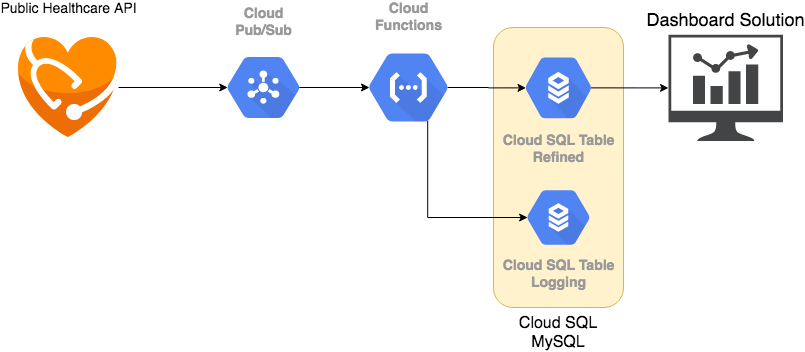 Public Healthcare API
Cloud
Pub/Sub
Cloud
Functions
Dashboard Solution
Cloud SQL Table
Refined
Cloud SQL Table
Logging
Cloud SQL
MySQL